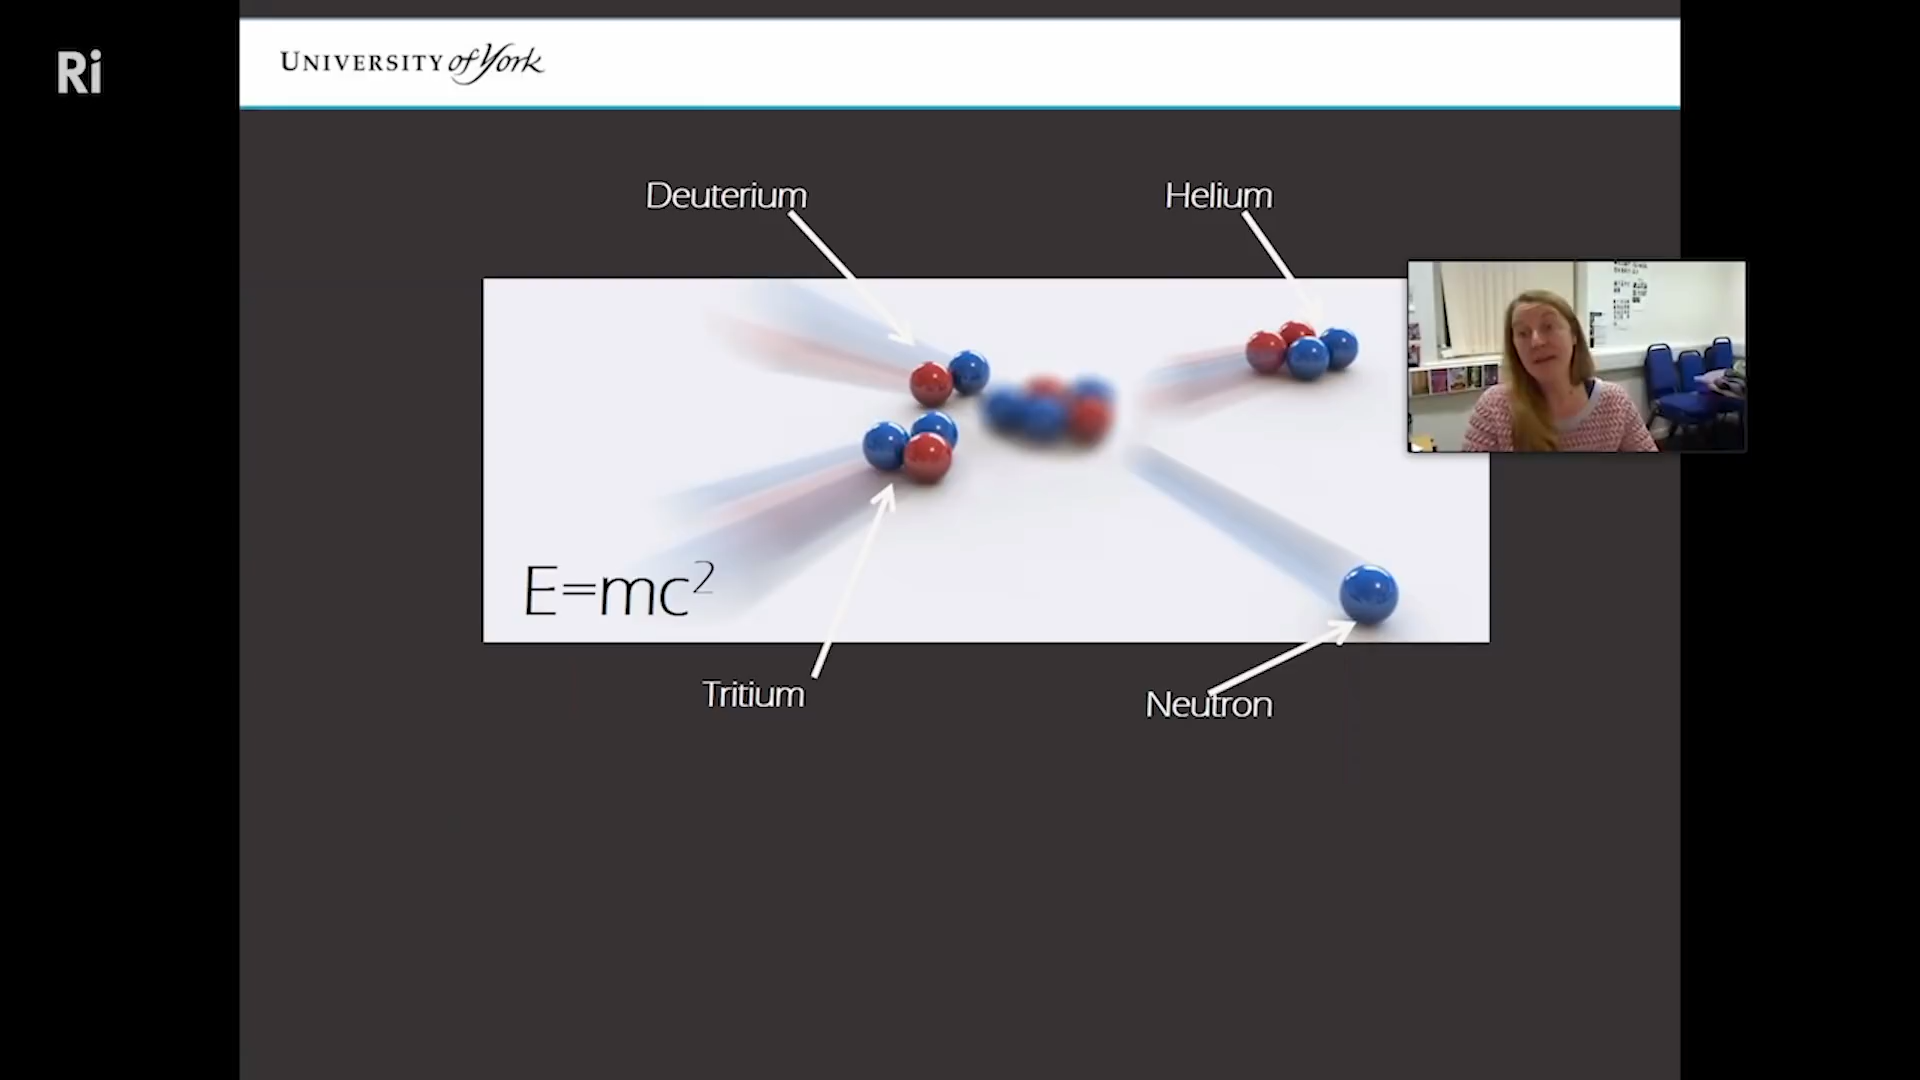 Ri
UNIVERSITY of York
Deuterium
Helium
E=mc²
Tritium
Neutron